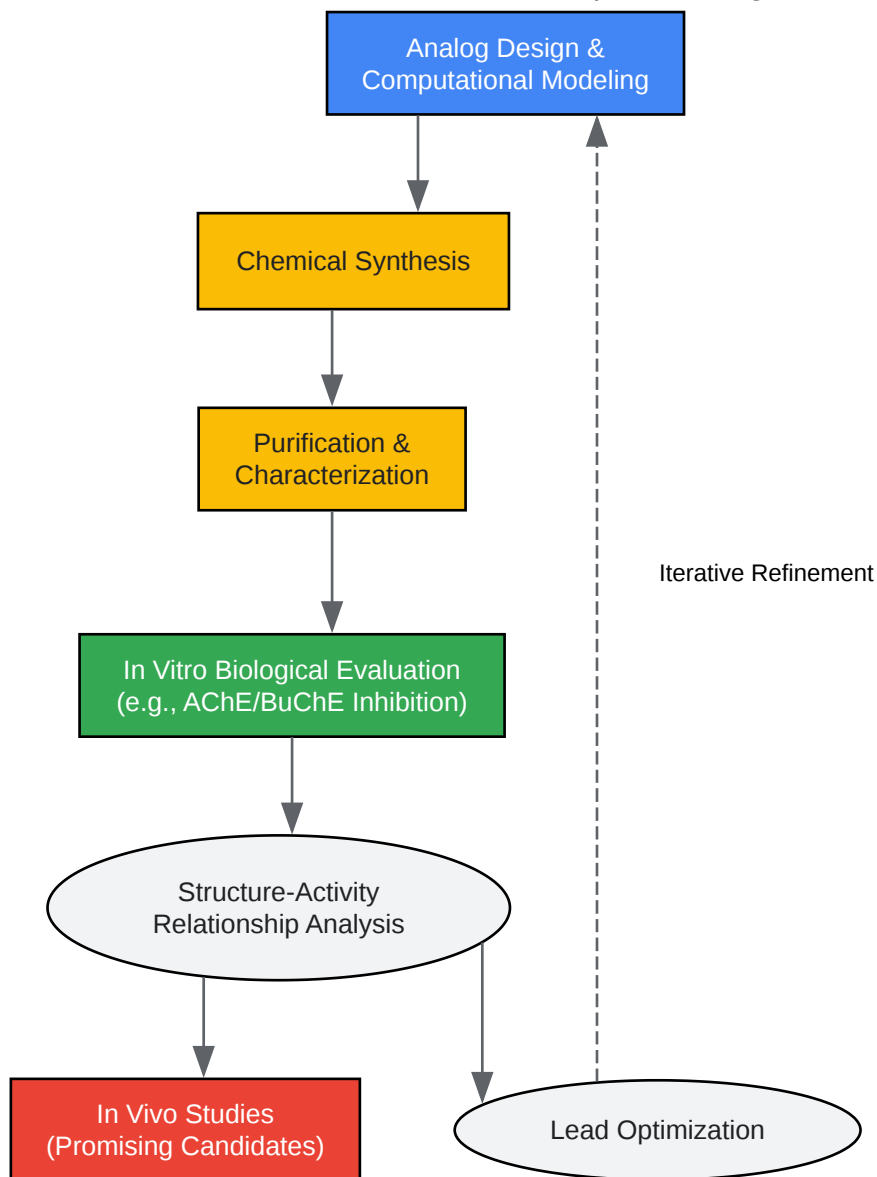 Analog Design &
Computational Modeling
Chemical Synthesis
Purification &
Characterization
Iterative Refinement
In Vitro Biological Evaluation
(e.g., AChE/BuChE Inhibition)
Structure-Activity
Relationship Analysis
In Vivo Studies
(Promising Candidates)
Lead Optimization